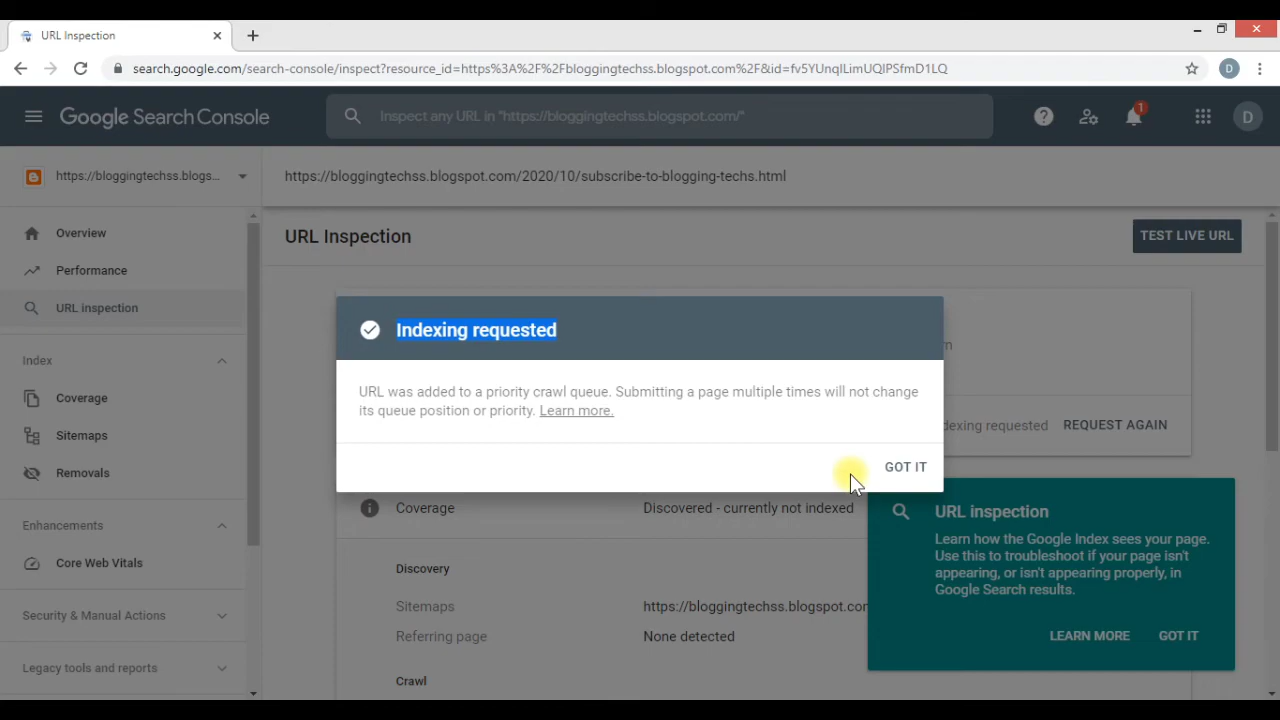 URL Inspection
search.google.com/search-console/inspect?resource_id=https%3A%2F%2Fbloggingtechss.blogspot.com%2F&id=fv5YUnqILimUQIPSfmD1LQ
D
Google Search Console
Inspect any URL in "https://bloggingtechss.blogspot.com/"
1
D
https://bloggingtechss.blogs...
https://bloggingtechss.blogspot.com/2020/10/subscribe-to-blogging-techs.html
Overview
Performance
URL inspection
Index
Coverage
Sitemaps
Removals
Enhancements
Core Web Vitals
Security & Manual Actions
Legacy tools and reports
URL Inspection
TEST LIVE URL
Indexing requested
URL was added to a priority crawl queue. Submitting a page multiple times will not change
its queue position or priority. Learn more.
GOT IT
dexing requested
REQUEST AGAIN
Coverage
Discovered - currently not indexed
Discovery
Sitemaps
https://bloggingtechss.blogspot.com
Referring page
None detected
Crawl
URL inspection
Learn how the Google Index sees your page.
Use this to troubleshoot if your page isn't
appearing, or isn't appearing properly, in
Google Search results.
LEARN MORE
GOT IT